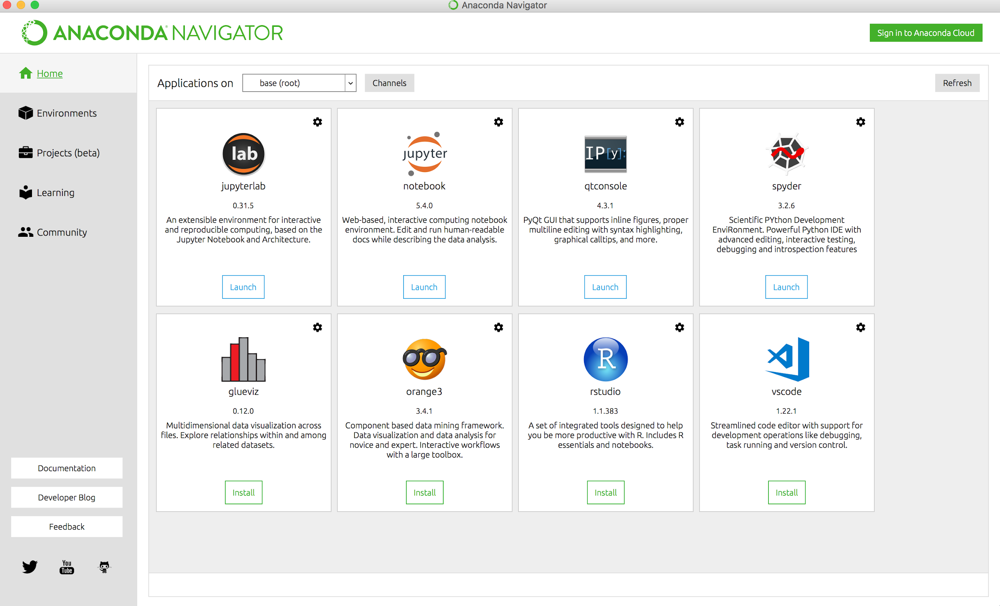 Anaconda Navigator
ANACONDA® NAVIGATOR
Sign in to Anaconda Cloud
Home
Environments
Projects (beta)
Learning
Community
Documentation
Developer Blog
Feedback
You
Tube
Applications on
base (root)
Channels
Refresh
lab
jupyterlab
0.31.5
An extensible environment for interactive
and reproducible computing, based on the
Jupyter Notebook and Architecture.
Launch
jupyter
notebook
5.4.0
Web-based, interactive computing notebook
environment. Edit and run human-readable
docs while describing the data analysis.
Launch
IP[y]:
qtconsole
4.3.1
PyQt GUI that supports inline figures, proper
multiline editing with syntax highlighting,
graphical calltips, and more.
Launch
spyder
3.2.6
Scientific PYthon Development
EnviRonment. Powerful Python IDE with
advanced editing, interactive testing,
debugging and introspection features
Launch
glueviz
0.12.0
Multidimensional data visualization across
files. Explore relationships within and among
related datasets.
Install
orange3
3.4.1
Component based data mining framework.
Data visualization and data analysis for
novice and expert. Interactive workflows
with a large toolbox.
Install
R
rstudio
1.1.383
A set of integrated tools designed to help
you be more productive with R. Includes R
essentials and notebooks.
Install
vscode
1.22.1
Streamlined code editor with support for
development operations like debugging,
task running and version control.
Install